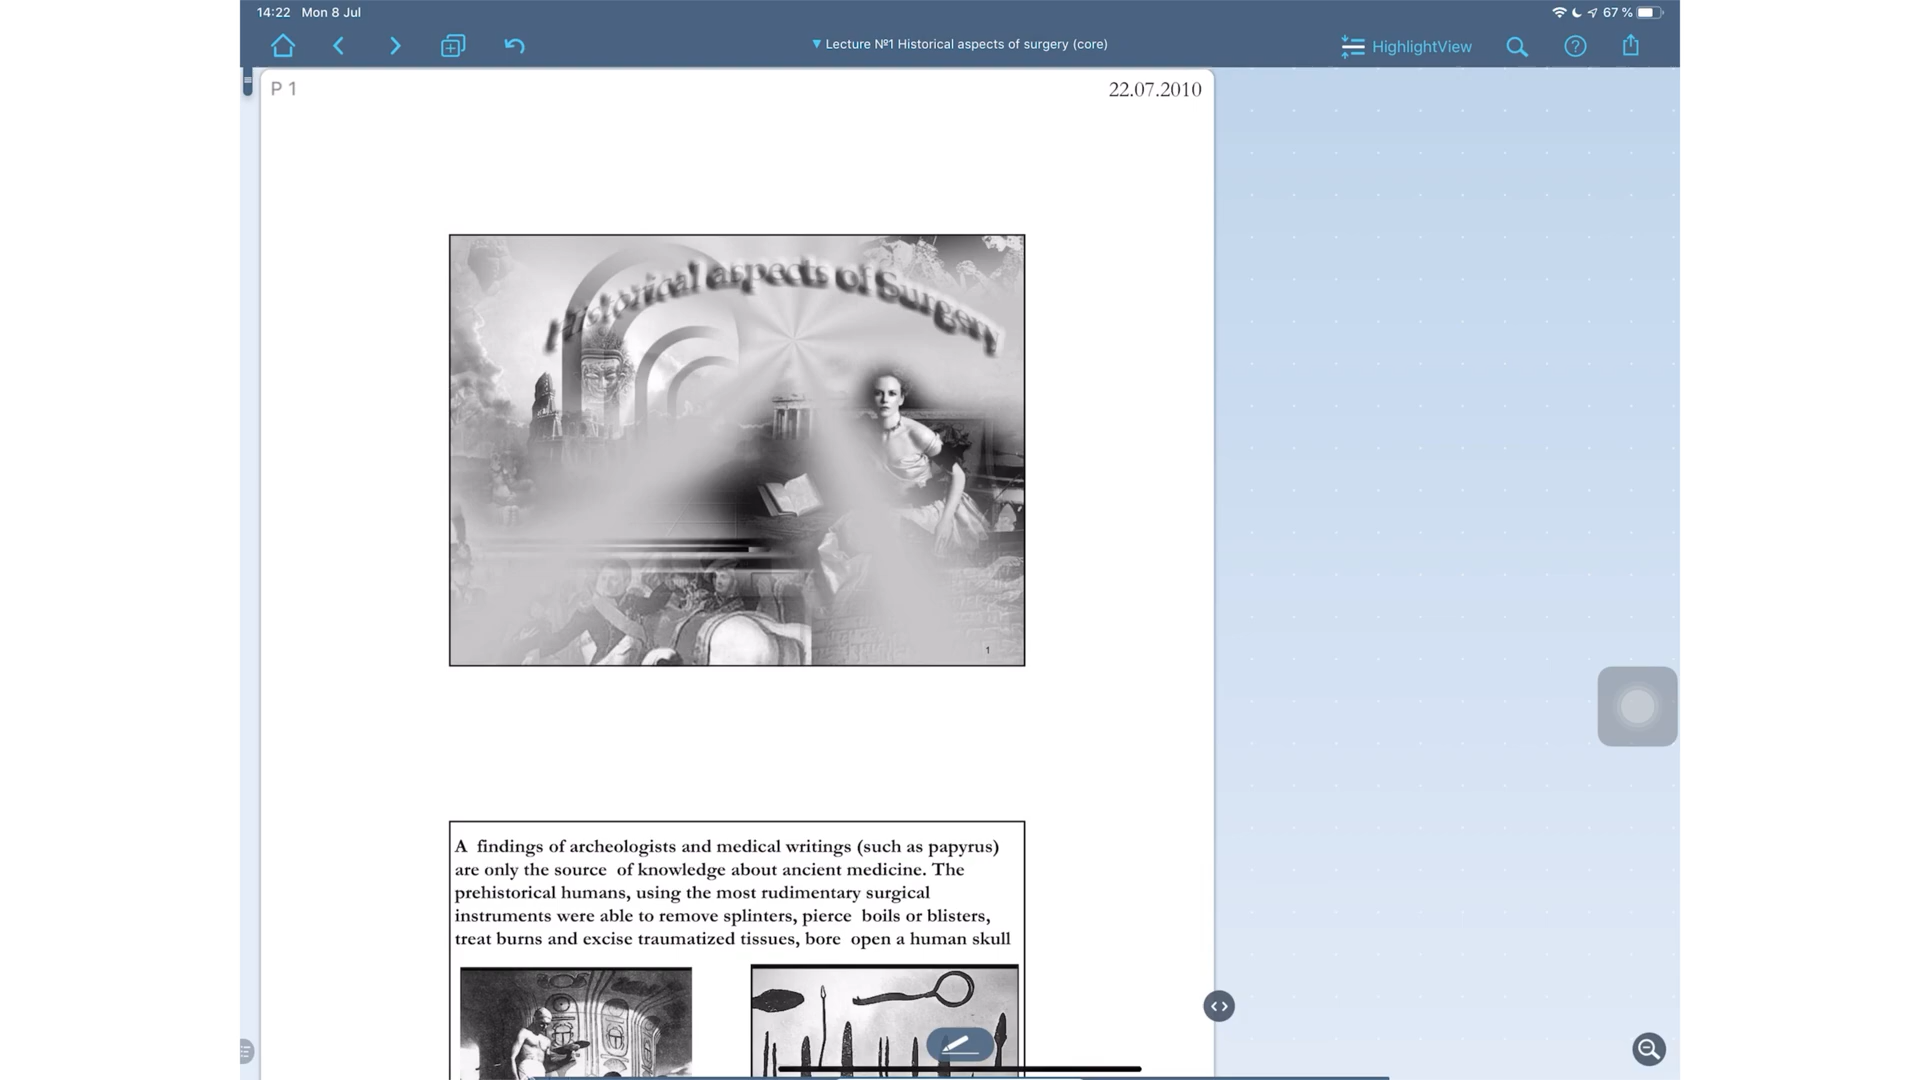 14:22 Mon 8 Jul
67 %
▼ Lecture Nº1 Historical aspects of surgery (core)
HighlightView
P 1
22.07.2010
Historical aspects of Surgery
1
A findings of archeologists and medical writings (such as papyrus)
are only the source of knowledge about ancient medicine. The
prehistorical humans, using the most rudimentary surgical
instruments were able to remove splinters, pierce boils or blisters,
treat burns and excise traumatized tissues, bore open a human skull